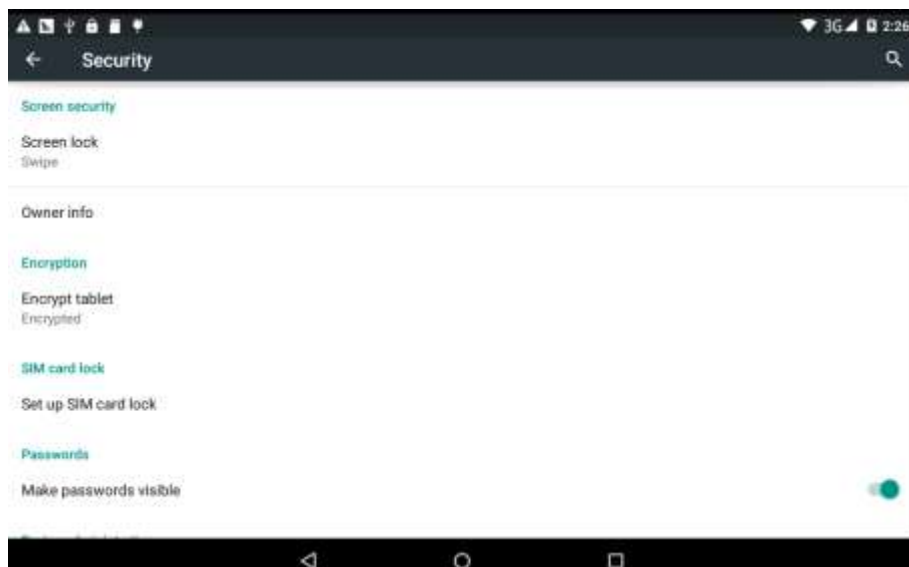 3G 2:26
Security
Screen security
Screen lock
Swipe
Owner info
Encryption
Encrypt tablet
Encrypted
SIM card lock
Set up SIM card lock
Passwords
Make passwords visible